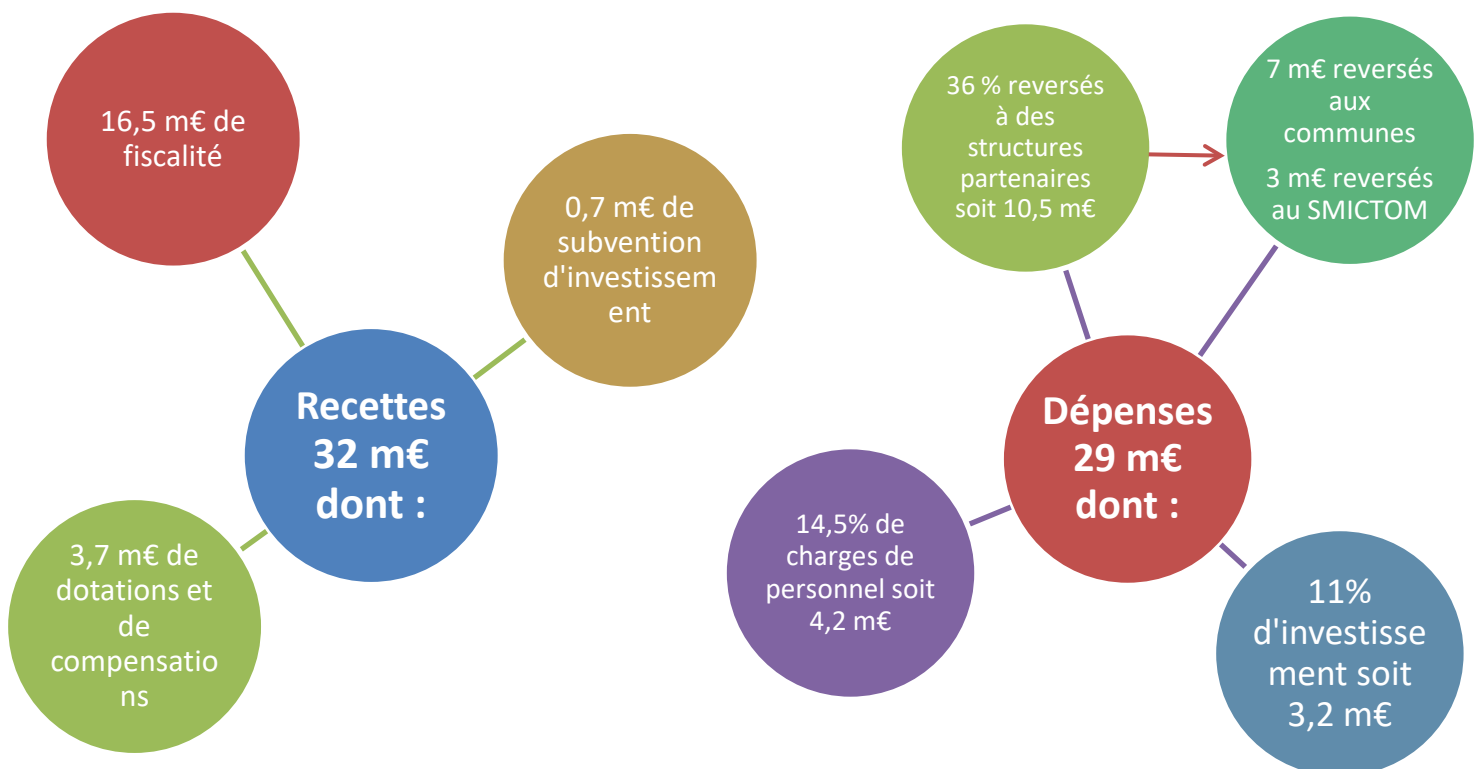 16,5 m€ de
fiscalité
0,7 m€ de
subvention
d'investissem
ent
Recettes
32 m€
dont :
3,7 m€ de
dotations et
de
compensatio
ns
36 % reversés
à des
structures
partenaires
soit 10,5 m€
7 m€ reversés
aux
communes
3 m€ reversés
au SMICTOM
Dépenses
29 m€
dont :
14,5% de
charges de
personnel soit
4,2 m€
11%
d'investisse
ment soit
3,2 m€